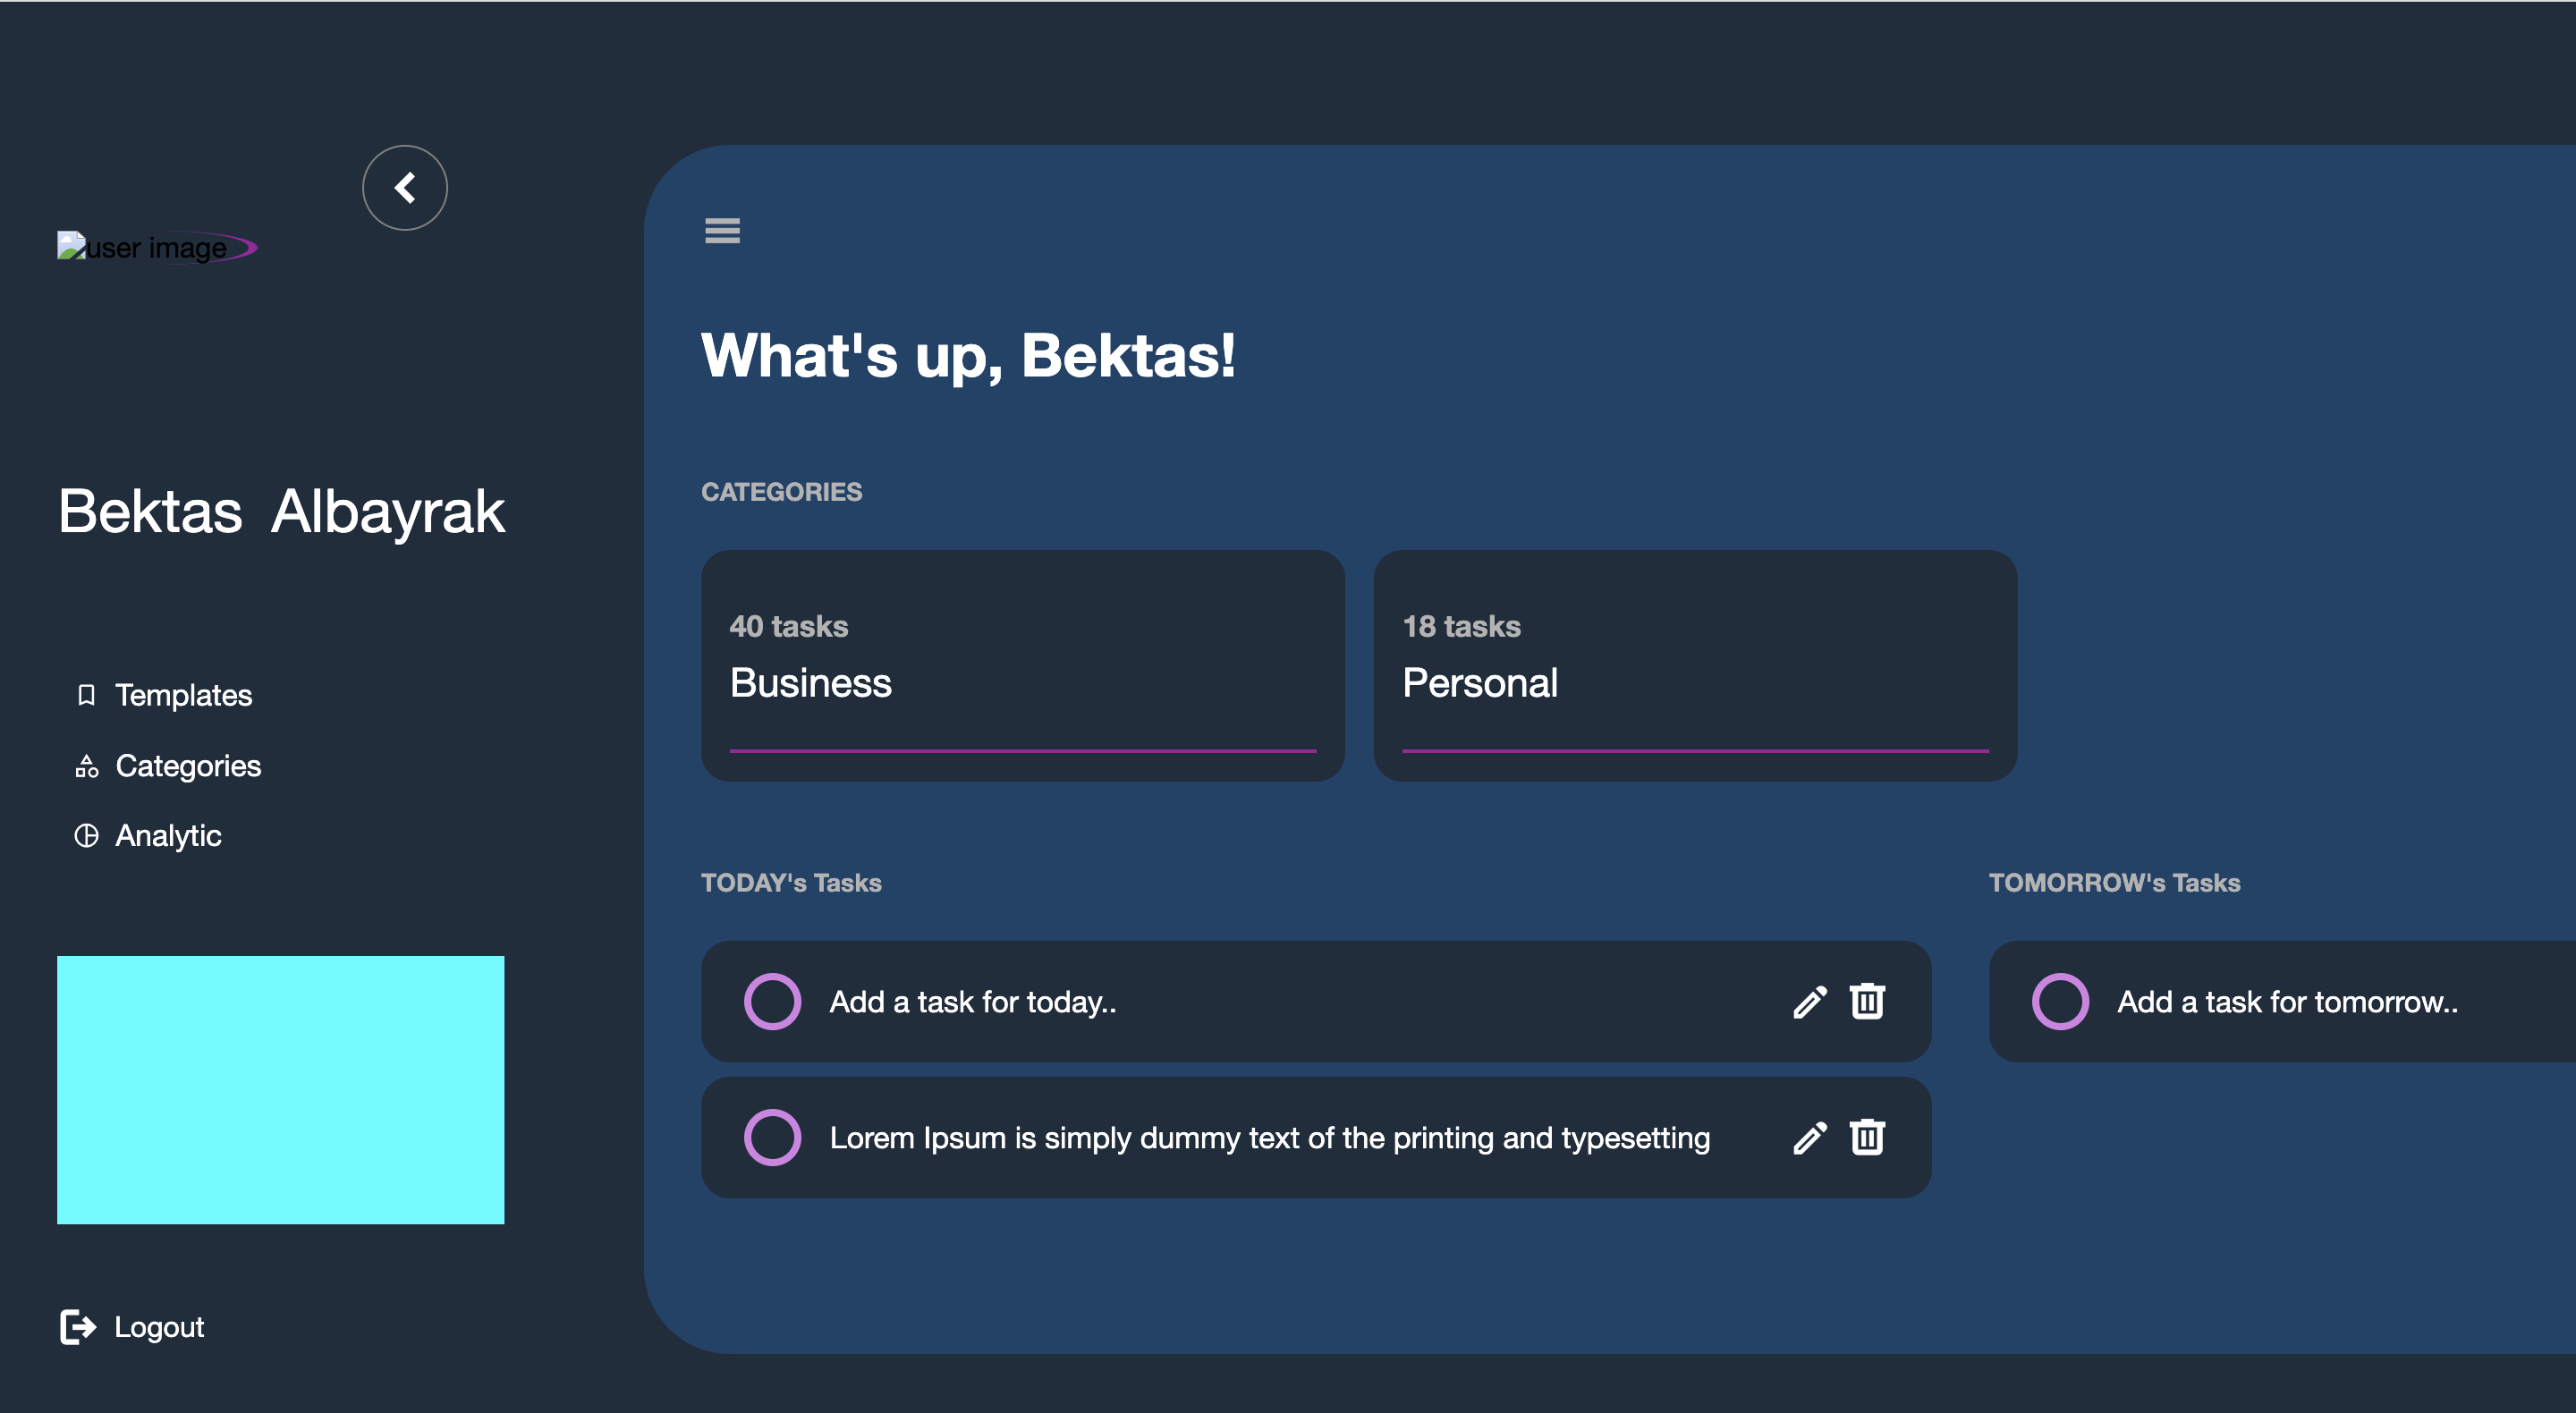 user image
Bektas Albayrak
Templates
Categories
Analytic
Logout
What's up, Bektas!
CATEGORIES
40 tasks
Business
18 tasks
Personal
TODAY's Tasks
Add a task for today..
Lorem Ipsum is simply dummy text of the printing and typesetting
TOMORROW's Tasks
Add a task for tomorrow..